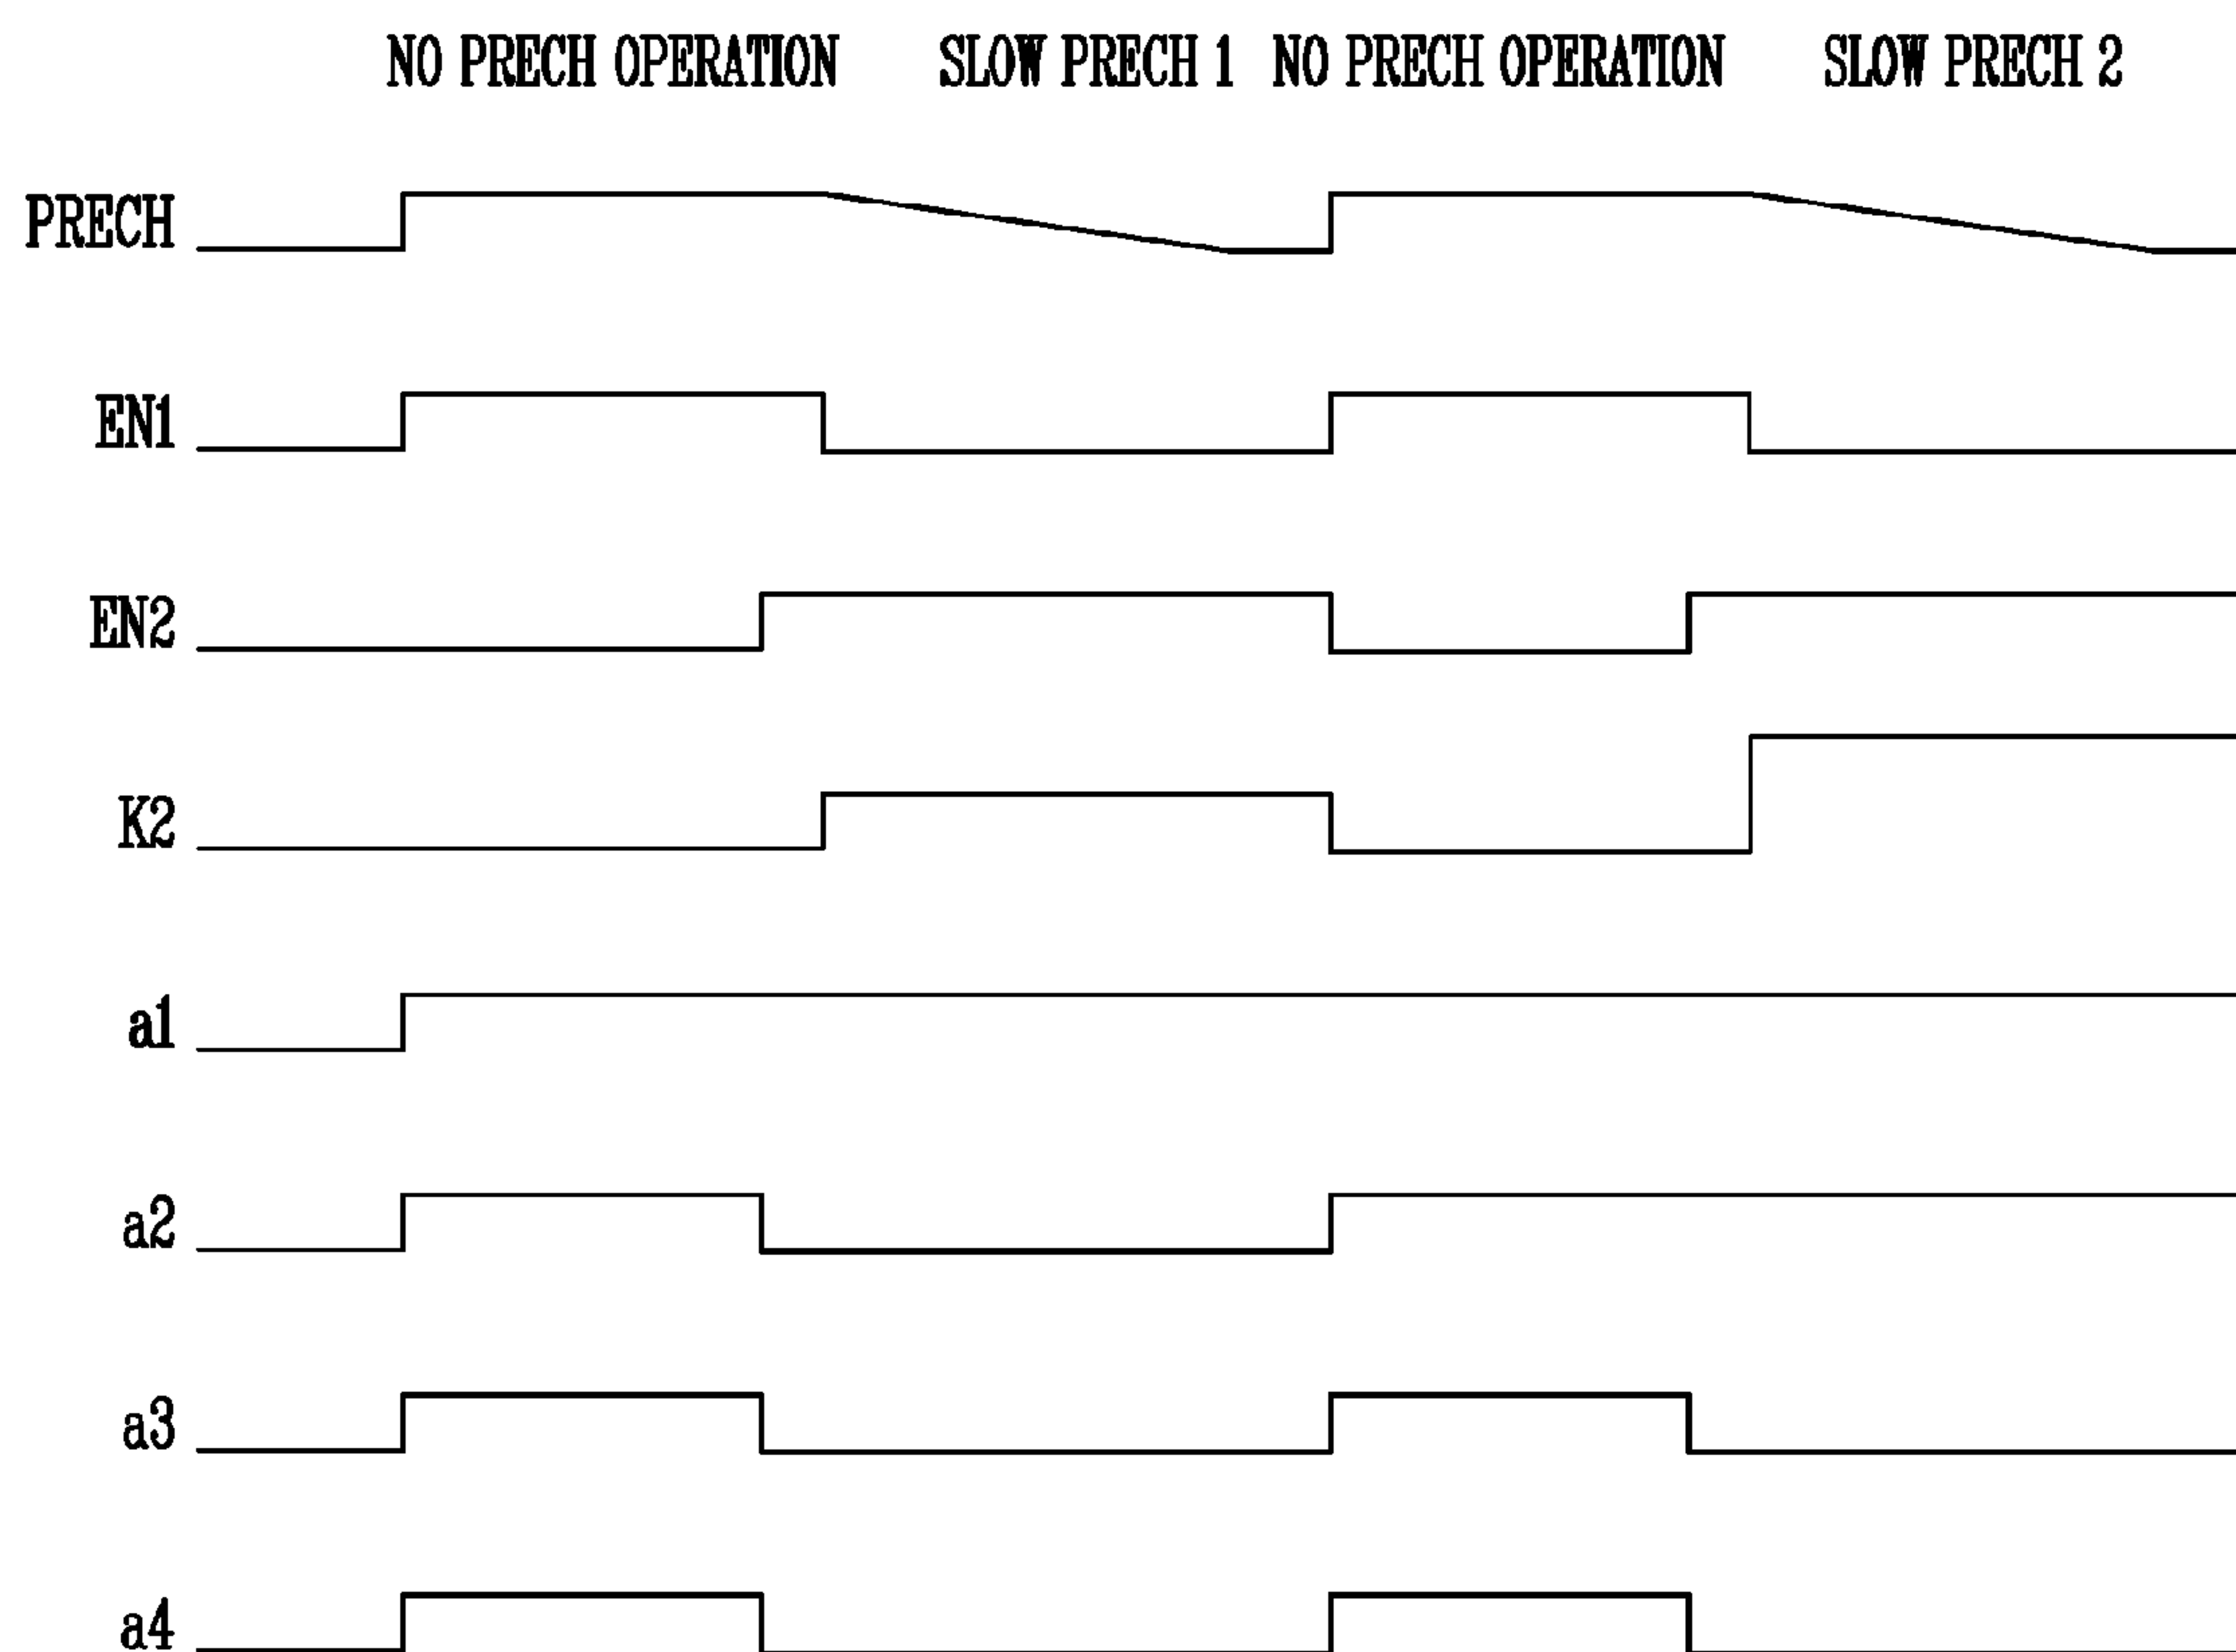 NO PRECH OPERATION SLOW PRECH 1 NO PRECH OPERATION SLOW PRECH 2
PRECH
EN1
EN2
K2
a1
a2
a3
a4